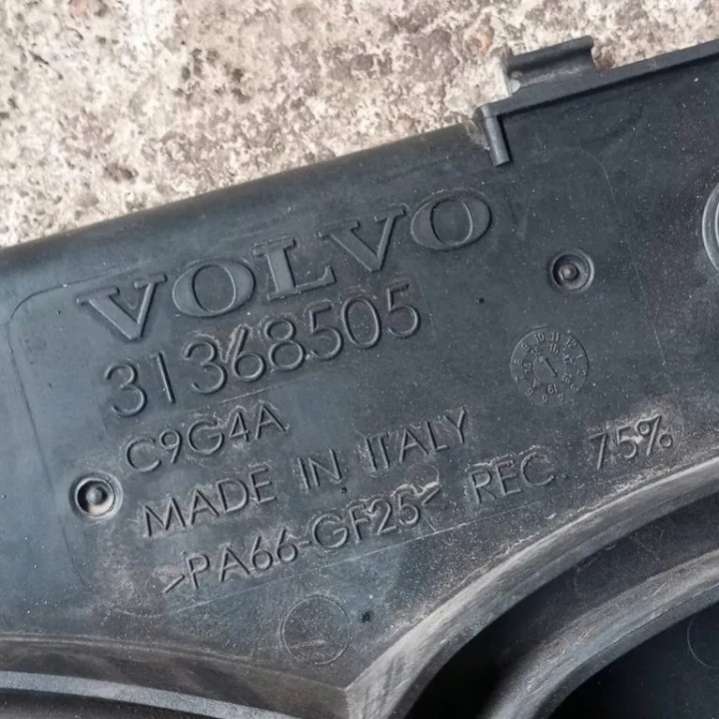 VOLVO
31368505
C9G4A
MADE IN ITALY
>PA66-GF25< REC. 75%